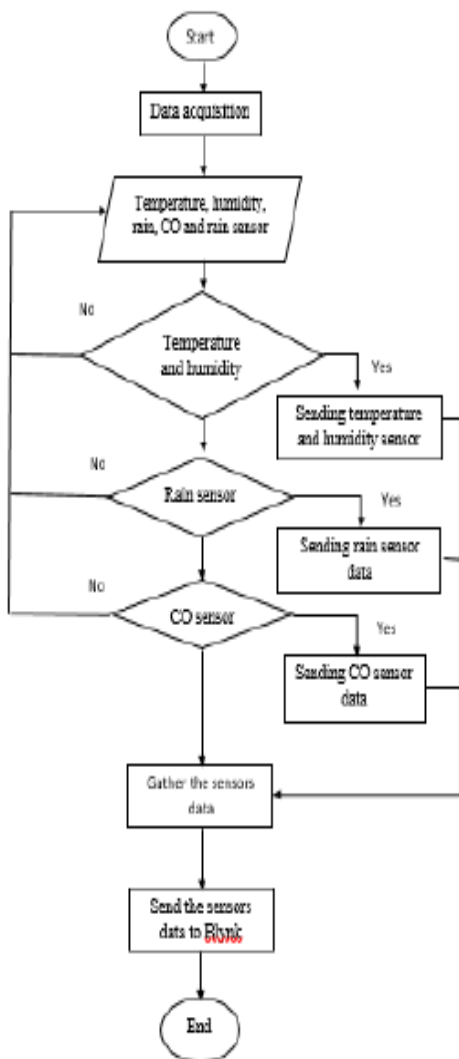 Start
Data acquisition
Temperature, humidity,
rain, CO and rain sensor
No
Temperature
and humidity
Yes
Sending temperature
and humidity sensor
No
Rain sensor
Yes
Sending rain sensor
data
No
CO sensor
Yes
Sending CO sensor
data
Gather the sensors
data
Send the sensors
data to Blynk
End